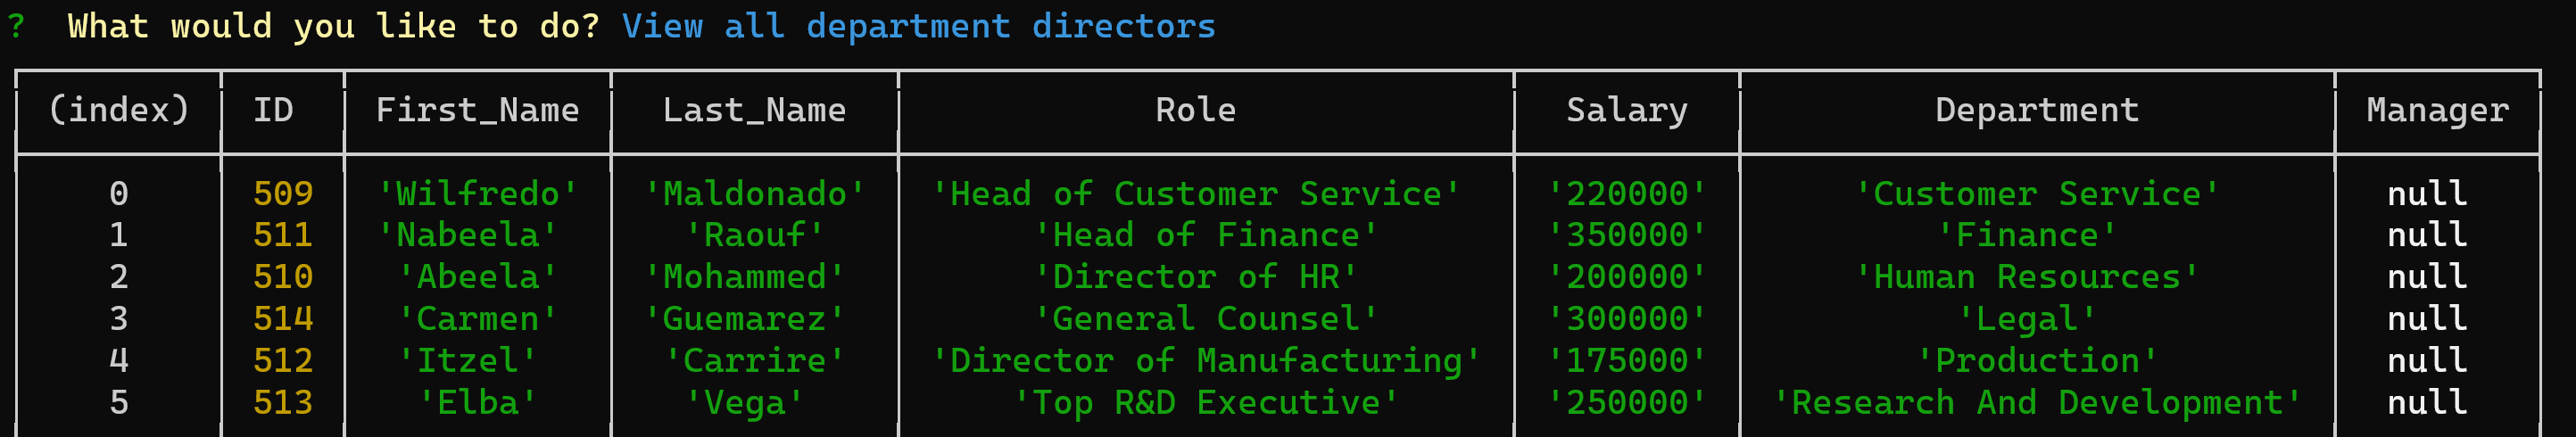 ? What would you like to do? View all department directors
(index) ID First_Name Last_Name Role Salary Department Manager
0 509 'Wilfredo' 'Maldonado' 'Head of Customer Service' '220000' 'Customer Service' null
1 511 'Nabeela' 'Raouf' 'Head of Finance' '350000' 'Finance' null
2 510 'Abeela' 'Mohammed' 'Director of HR' '200000' 'Human Resources' null
3 514 'Carmen' 'Guemarez' 'General Counsel' '300000' 'Legal' null
4 512 'Itzel' 'Carrire' 'Director of Manufacturing' '175000' 'Production' null
5 513 'Elba' 'Vega' 'Top R&D Executive' '250000' 'Research And Development' null